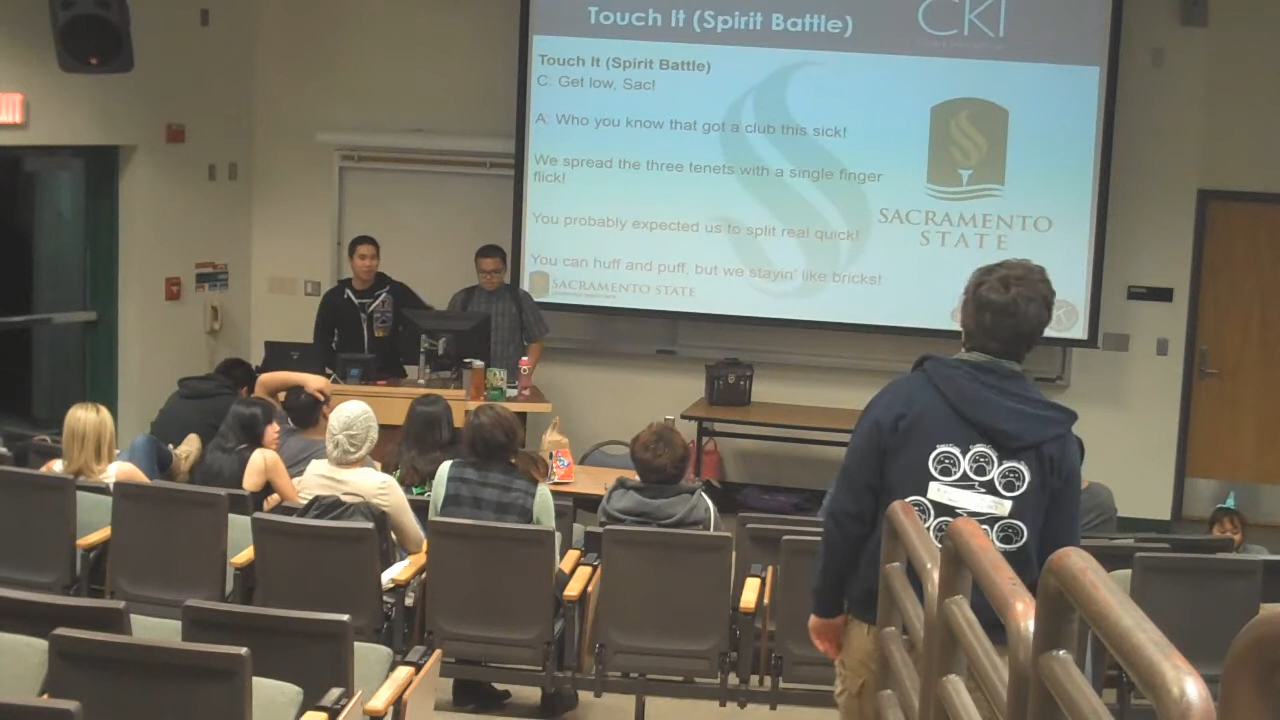 Touch It (Spirit Battle)
CKI
Touch It (Spirit Battle)
C: Get low, Sac!
A: Who you know that got a club this sick!
We spread the three tenets with a single finger
flick!
You probably expected us to split real quick!
You can huff and puff, but we stayin' like bricks!
SACRAMENTO
STATE
SACRAMENTO STATE